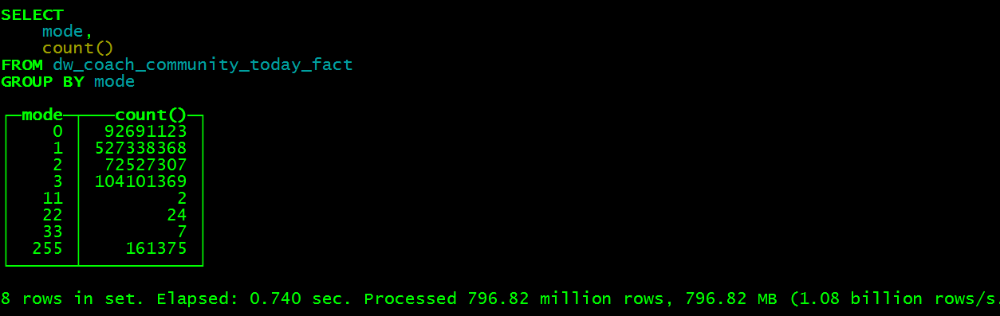 SELECT
    mode,
    count()
FROM dw_coach_community_today_fact
GROUP BY mode
mode count()
0 92691123
1 527338368
2 72527307
3 104101369
11 2
22 24
33 7
255 161375
8 rows in set. Elapsed: 0.740 sec. Processed 796.82 million rows, 796.82 MB (1.08 billion rows/s.